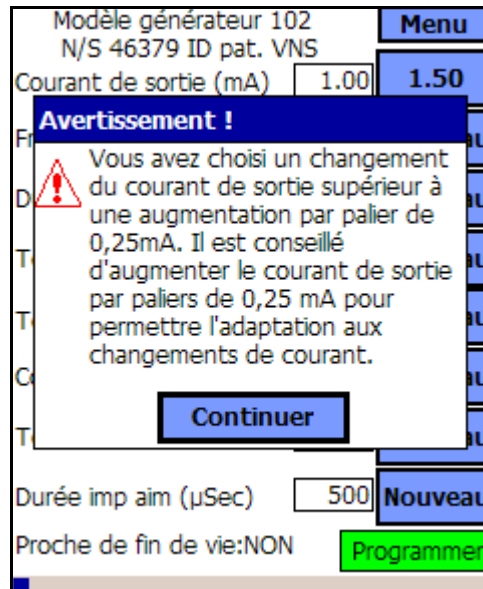 Modèle générateur 102
Menu
N/S 46379 ID pat. VNS
Courant de sortie (mA) 1.00 1.50
Avertissement !
Vous avez choisi un changement
du courant de sortie supérieur à
une augmentation par palier de
0,25mA. Il est conseillé
d'augmenter le courant de sortie
par paliers de 0,25 mA pour
permettre l'adaptation aux
changements de courant.
Continuer
Durée imp aim (µSec) 500 Nouveau
Proche de fin de vie:NON Programmer